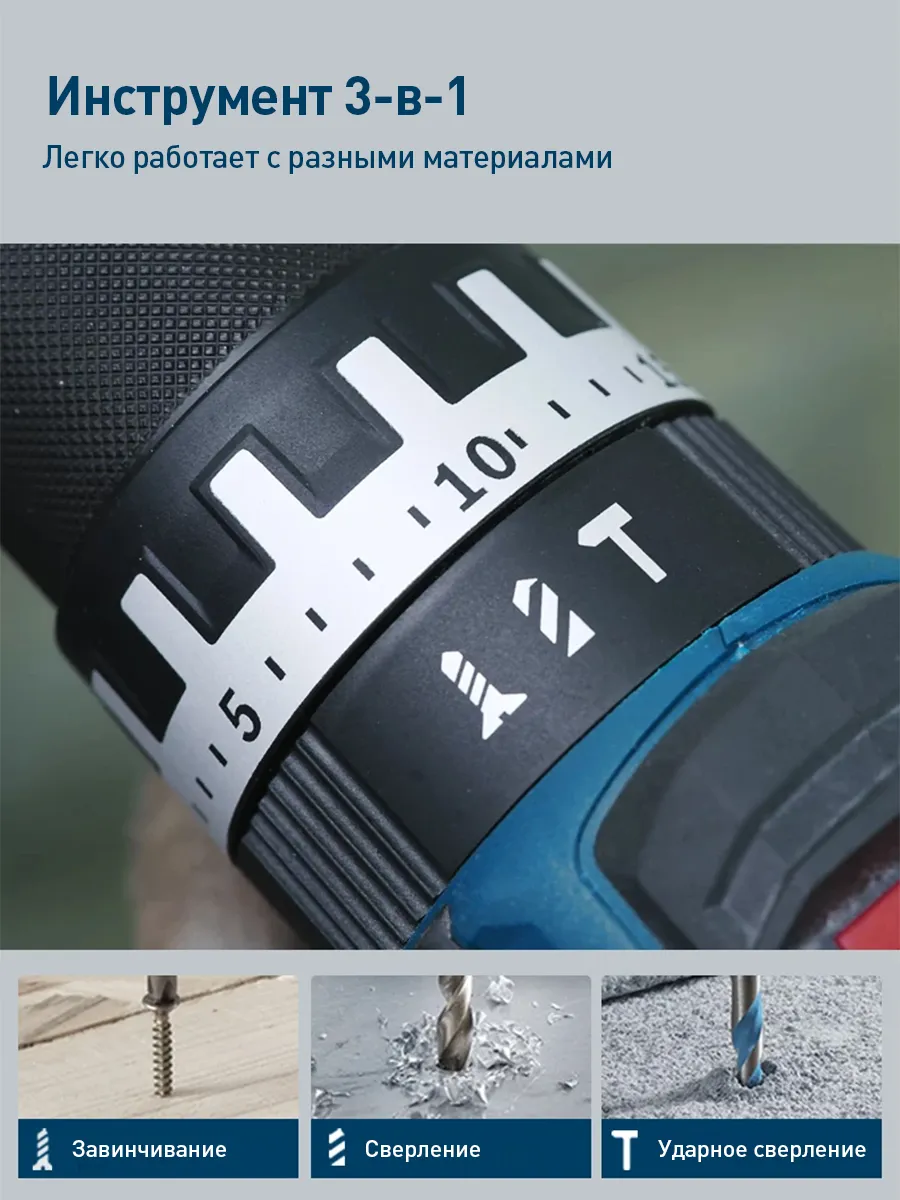 Инструмент 3-в-1
Легко работает с разными материалами
10
5
Завинчивание
Сверление
Ударное сверление